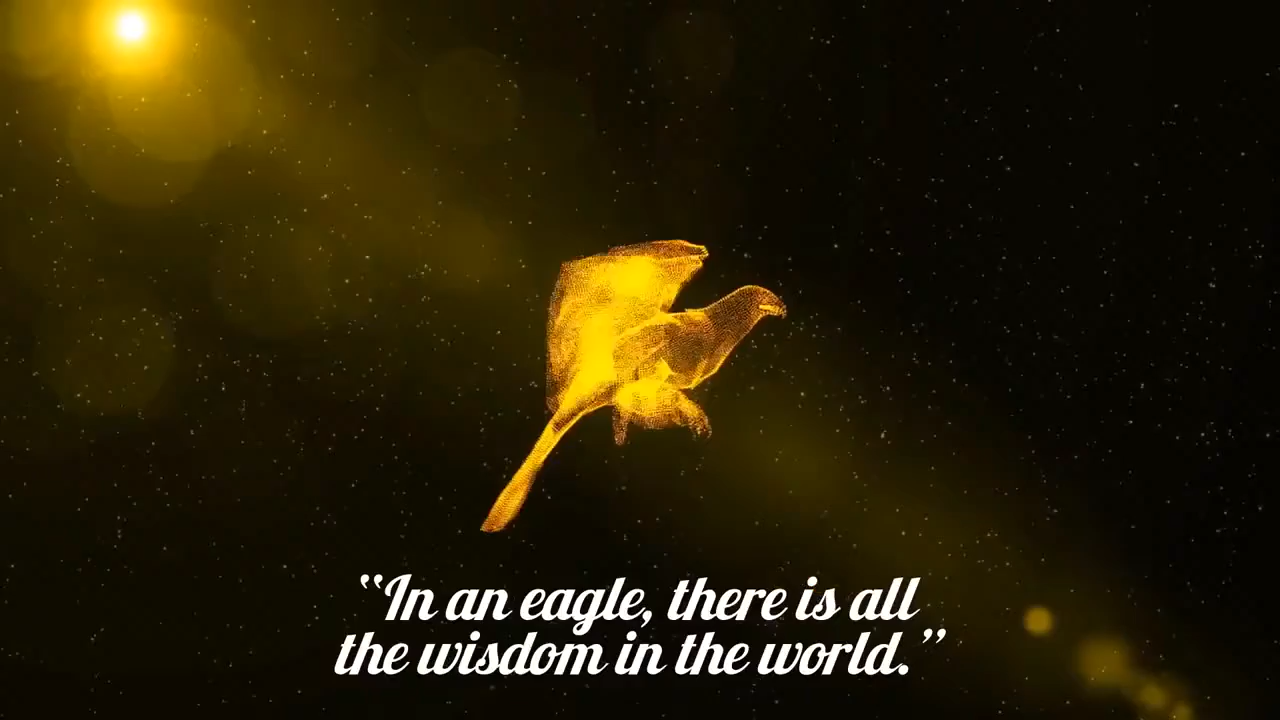 “In an eagle, there is all
the wisdom in the world.”